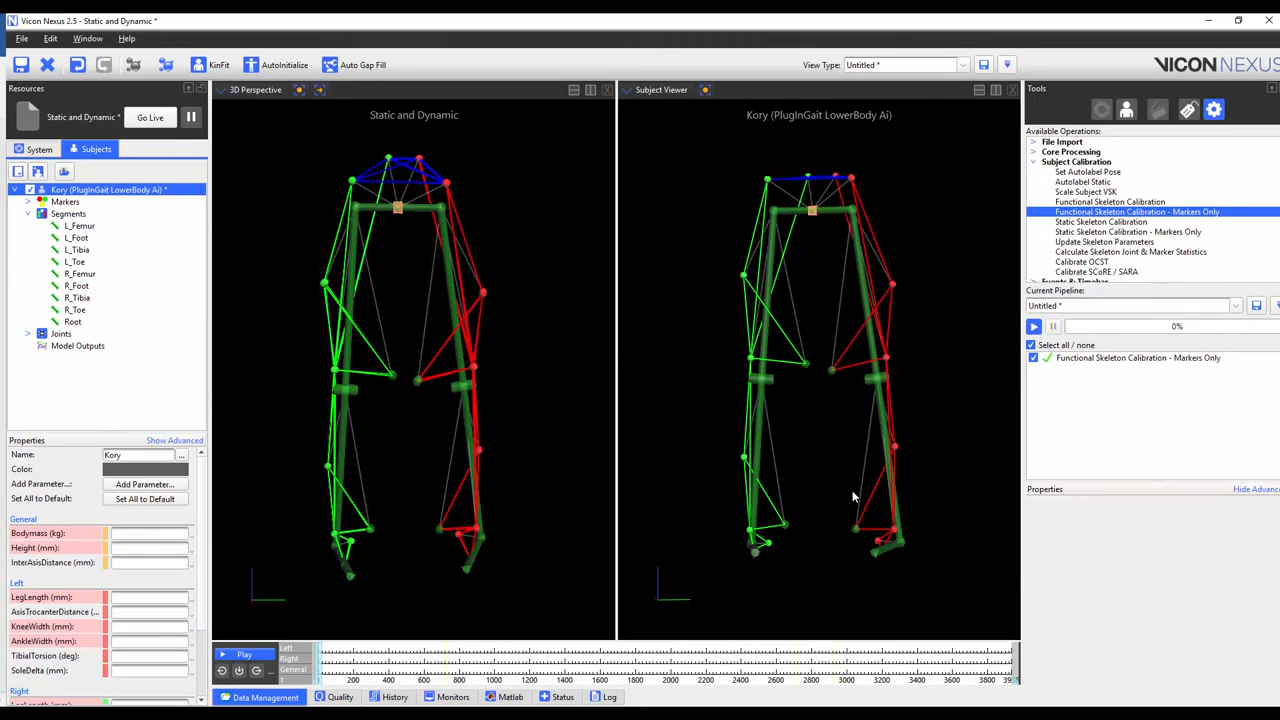 Vicon Nexus 2.5 - Static and Dynamic *
File Edit Window Help
KinFit AutoInitialize Auto Gap Fill View Type: Untitled * VICON NEXUS
Resources
Static and Dynamic * Go Live
System Subjects
Kory (PlugInGait LowerBody Ai) *
Markers
Segments
L_Femur
L_Foot
L_Tibia
L_Toe
R_Femur
R_Foot
R_Tibia
R_Toe
Root
Joints
Model Outputs
Properties Show Advanced
Name: Kory ...
Color:
Add Parameter... Add Parameter...
Set All to Default: Set All to Default
General
Bodymass (kg):
Height (mm):
InterAsisDistance (mm):
Left
LegLength (mm):
AsisTrocanterDistance (...
KneeWidth (mm):
AnkleWidth (mm):
TibialTorsion (deg):
SoleDelta (mm):
Right
3D Perspective
Static and Dynamic
Subject Viewer
Kory (PlugInGait LowerBody Ai)
Play
Left
Right
General
1 200 400 600 800 1000 1200 1400 1600 1800 2000 2200 2400 2600 2800 3000 3200 3400 3600 3800
Data Management Quality History Monitors Matlab Status Log
Tools
Available Operations:
File Import
Core Processing
Subject Calibration
Set Autolabel Pose
Autolabel Static
Scale Subject VSK
Functional Skeleton Calibration
Functional Skeleton Calibration - Markers Only
Static Skeleton Calibration
Static Skeleton Calibration - Markers Only
Update Skeleton Parameters
Calculate Skeleton Joint & Marker Statistics
Calibrate OCST
Calibrate SCoRE / SARA
Events & Timebar
Current Pipeline:
Untitled *
0%
Select all / none
Functional Skeleton Calibration - Markers Only
Properties Hide Advance